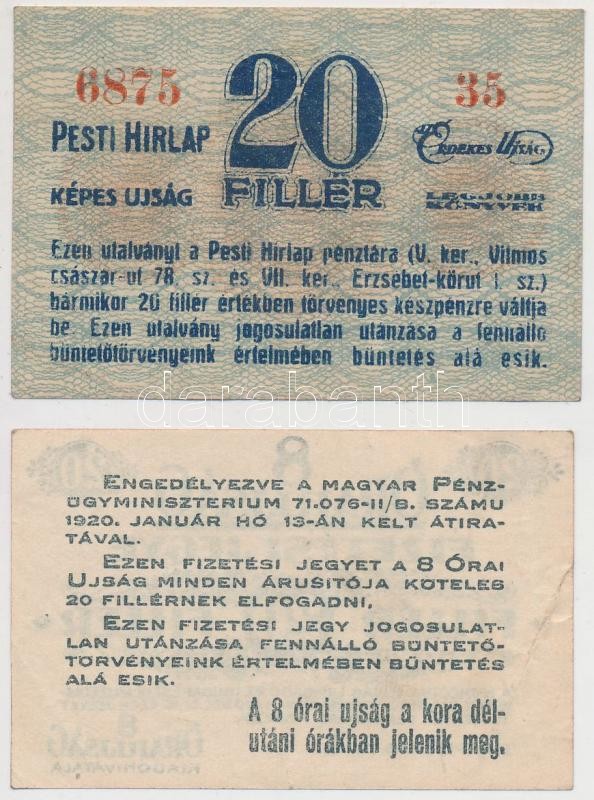 6875
20
35
PESTI HIRLAP
Az Érdekes Ujság
KÉPES UJSÁG
FILLÉR
LEGJOBB
KÖNYVEK
Ezen utalványt a Pesti Hirlap pénztára (V. ker., Vilmos
császár-ut 78. sz. és VII. ker., Erzsébet-körut 1. sz.)
bármikor 20 fillér értékben törvényes készpénzre váltja
be. Ezen utalvány jogosulatlan utánzása a fennálló
büntetőtörvényeink értelmében büntetés alá esik.
darabanth
ENGEDÉLYEZVE A MAGYAR PÉNZ-
ÜGYMINISZTERIUM 71.076-II/B. SZÁMU
1920. JANUÁR HÓ 13-ÁN KELT ÁTIRA-
TÁVAL.
EZEN FIZETÉSI JEGYET A 8 ÓRAI
UJSÁG MINDEN ÁRUSITÓJA KÖTELES
20 FILLÉRNEK ELFOGADNI.
EZEN FIZETÉSI JEGY JOGOSULAT-
LAN UTÁNZÁSA FENNÁLLÓ BÜNTETŐ-
TÖRVÉNYEINK ÉRTELMÉBEN BÜNTETÉS
ALÁ ESIK.
A 8 órai ujság a kora dél-
utáni órákban jelenik meg.